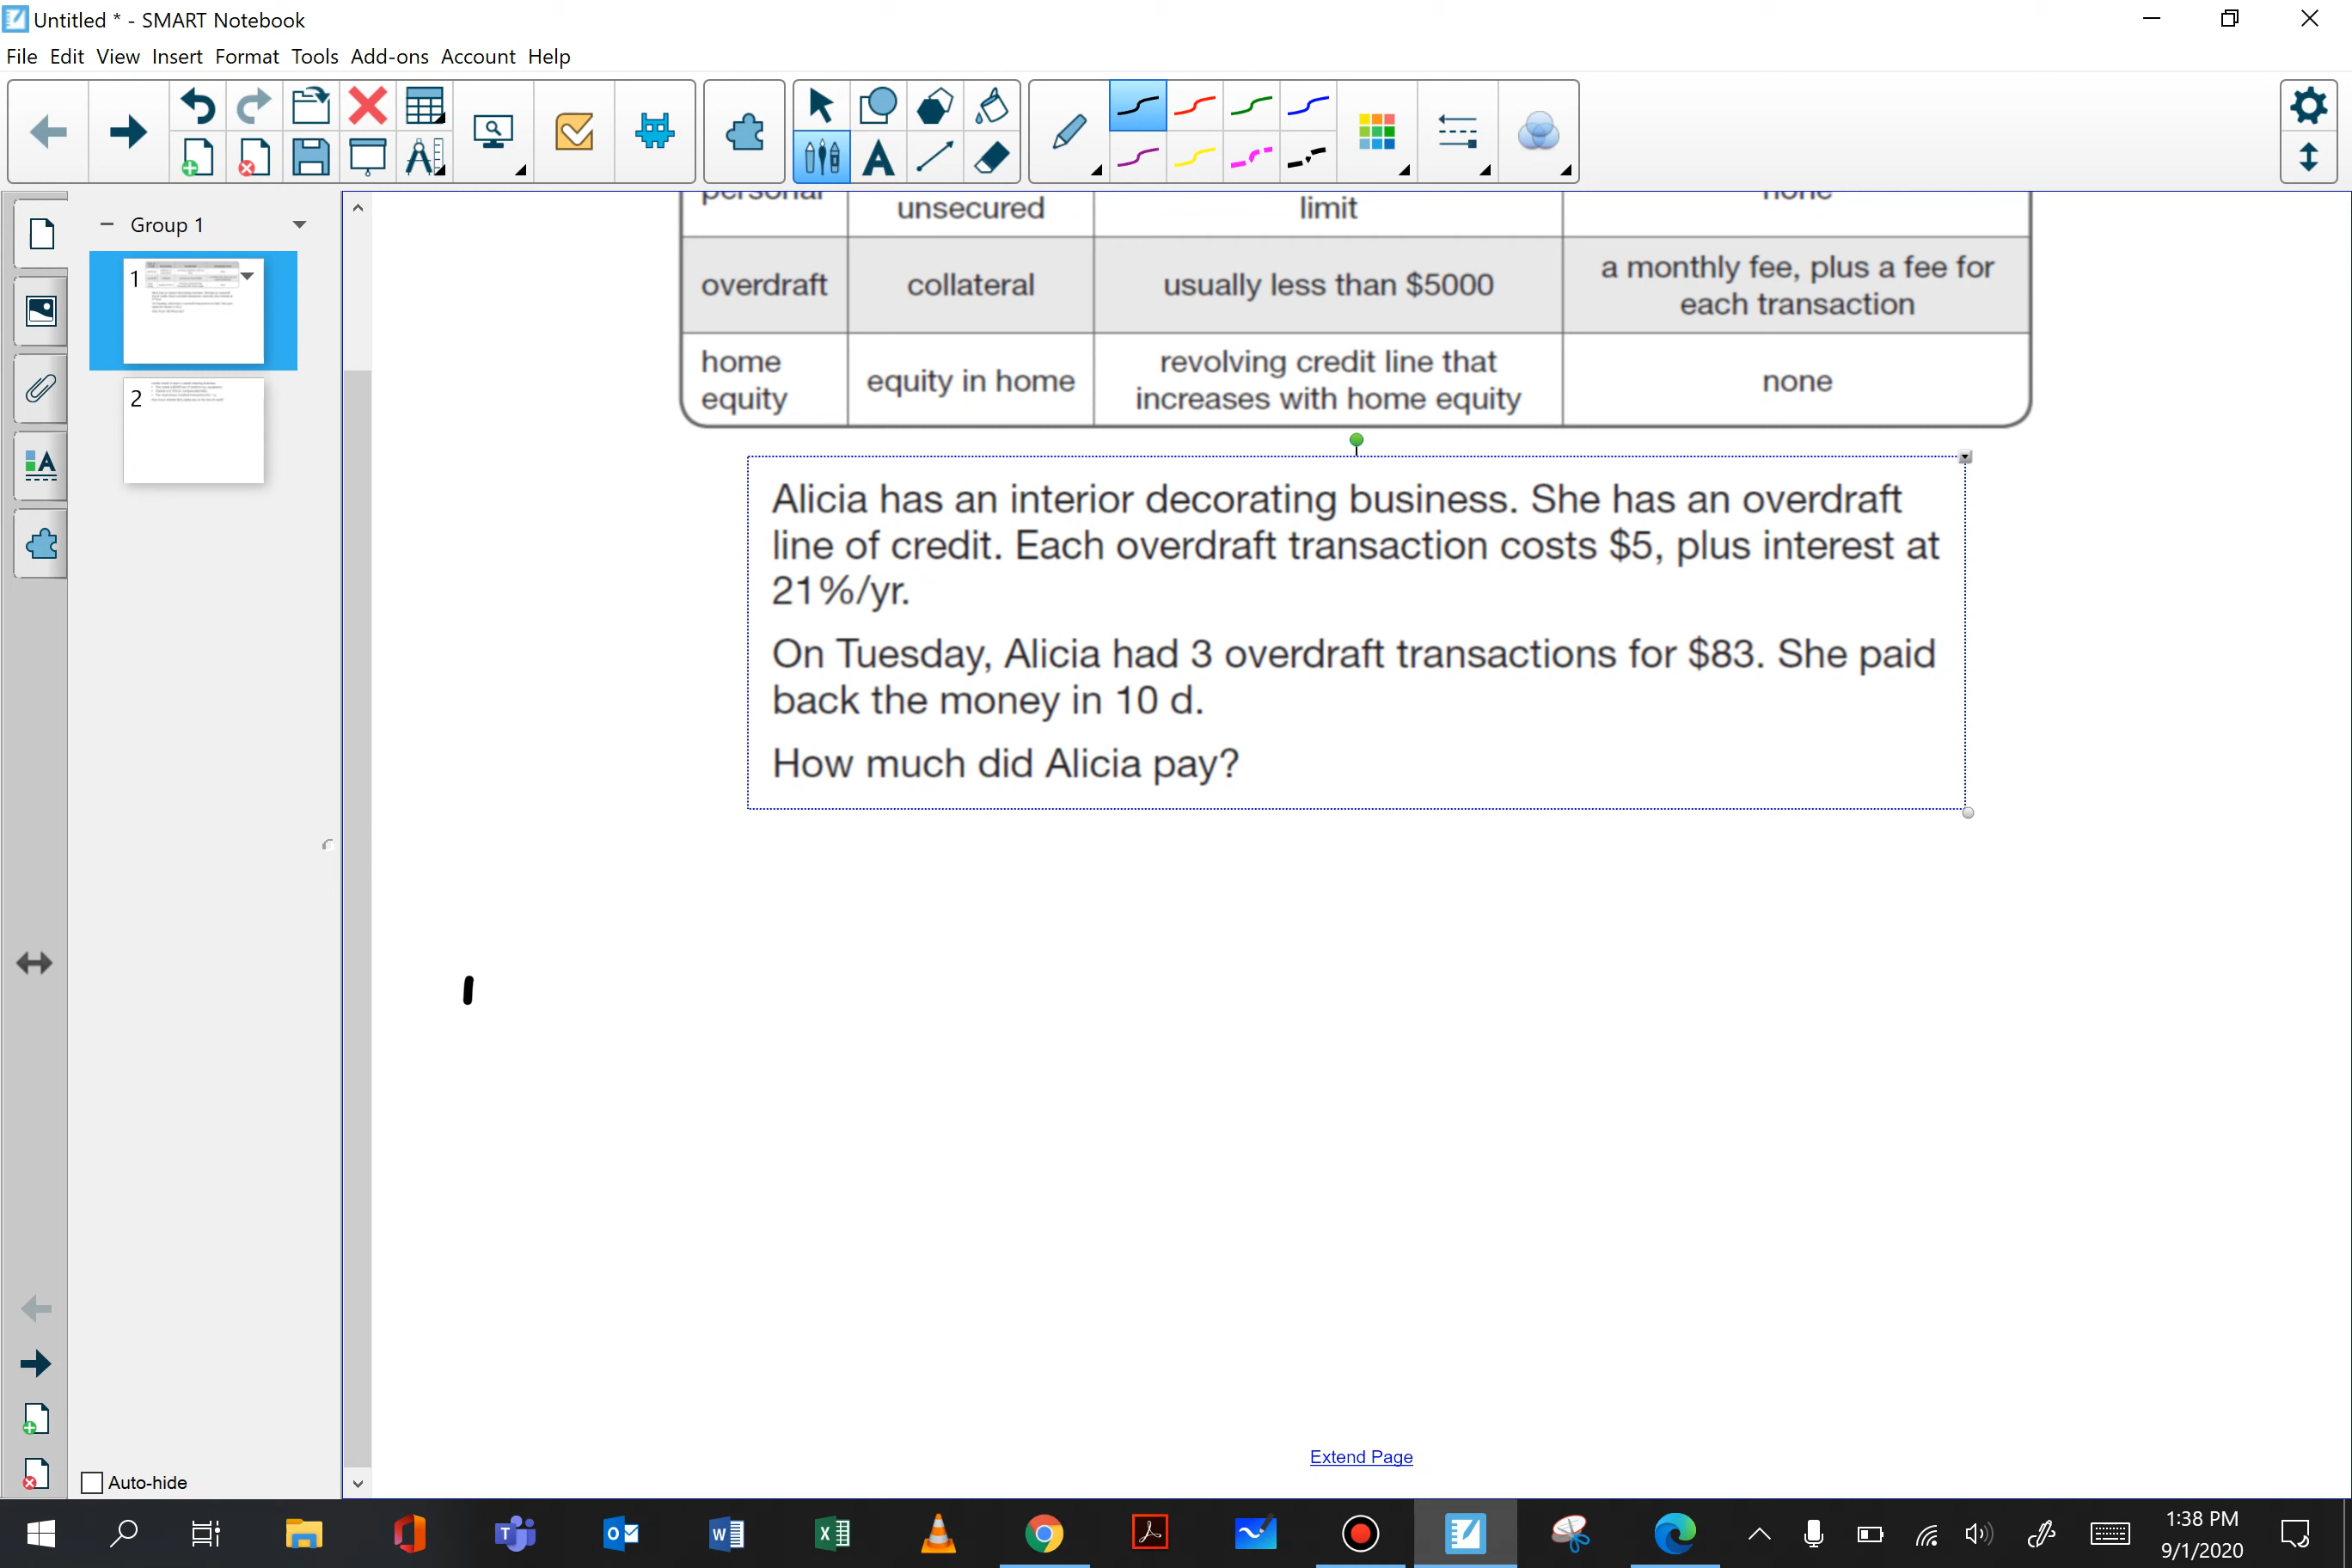 Untitled * - SMART Notebook
File Edit View Insert Format Tools Add-ons Account Help
Group 1
1
2
personal
unsecured
limit
none
overdraft
collateral
usually less than $5000
a monthly fee, plus a fee for
each transaction
home
equity
equity in home
revolving credit line that
increases with home equity
none
Alicia has an interior decorating business. She has an overdraft
line of credit. Each overdraft transaction costs $5, plus interest at
21%/yr.
On Tuesday, Alicia had 3 overdraft transactions for $83. She paid
back the money in 10 d.
How much did Alicia pay?
Extend Page
Auto-hide
1:38 PM
9/1/2020